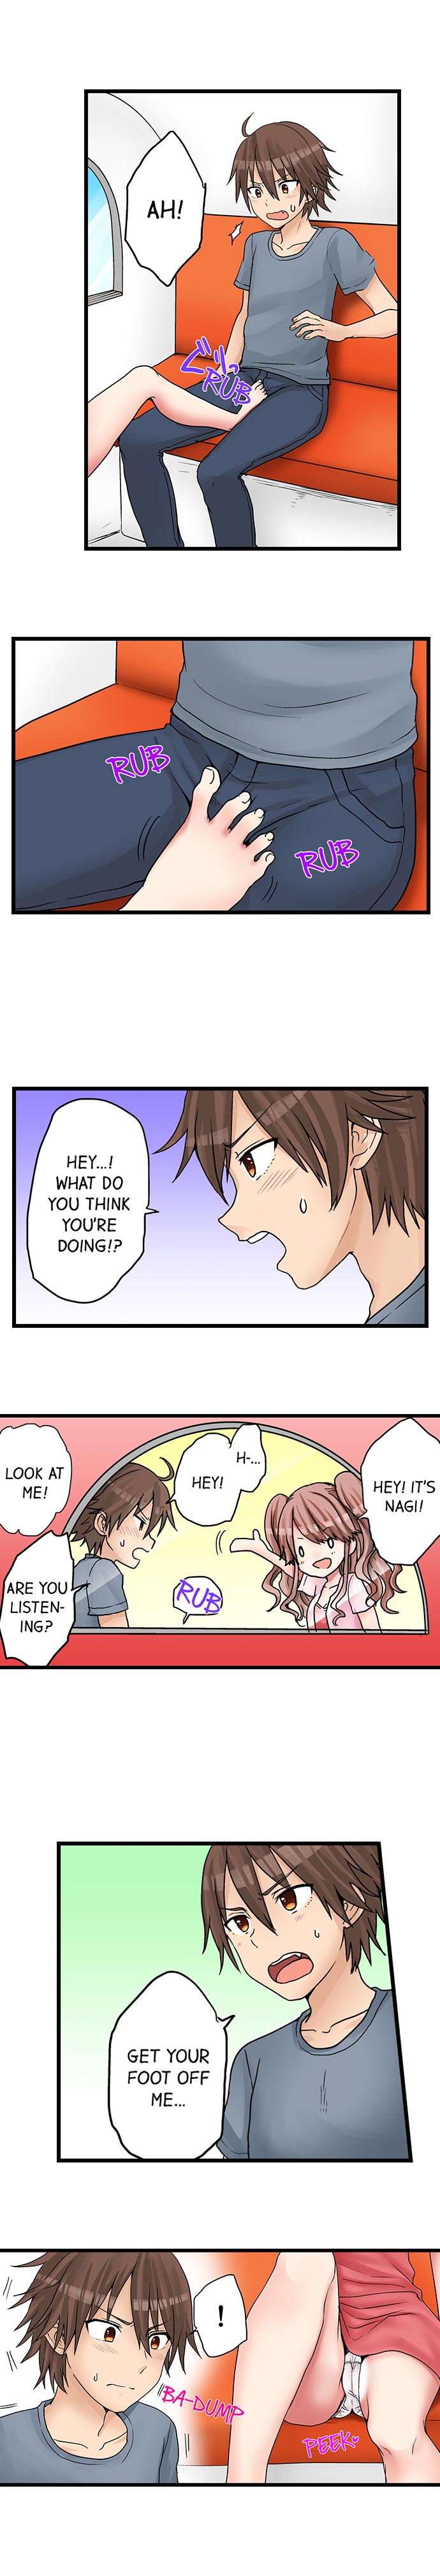 AH!
ぐりっ
RUB
RUB
RUB
HEY...!
WHAT DO
YOU THINK
YOU'RE
DOING!?
HEY! IT'S
NAGI!
H-...
HEY!
LOOK AT
ME!
ARE YOU
LISTEN-
ING?
RUB
GET YOUR
FOOT OFF
ME...
!
BA-DUMP
PEEK♥